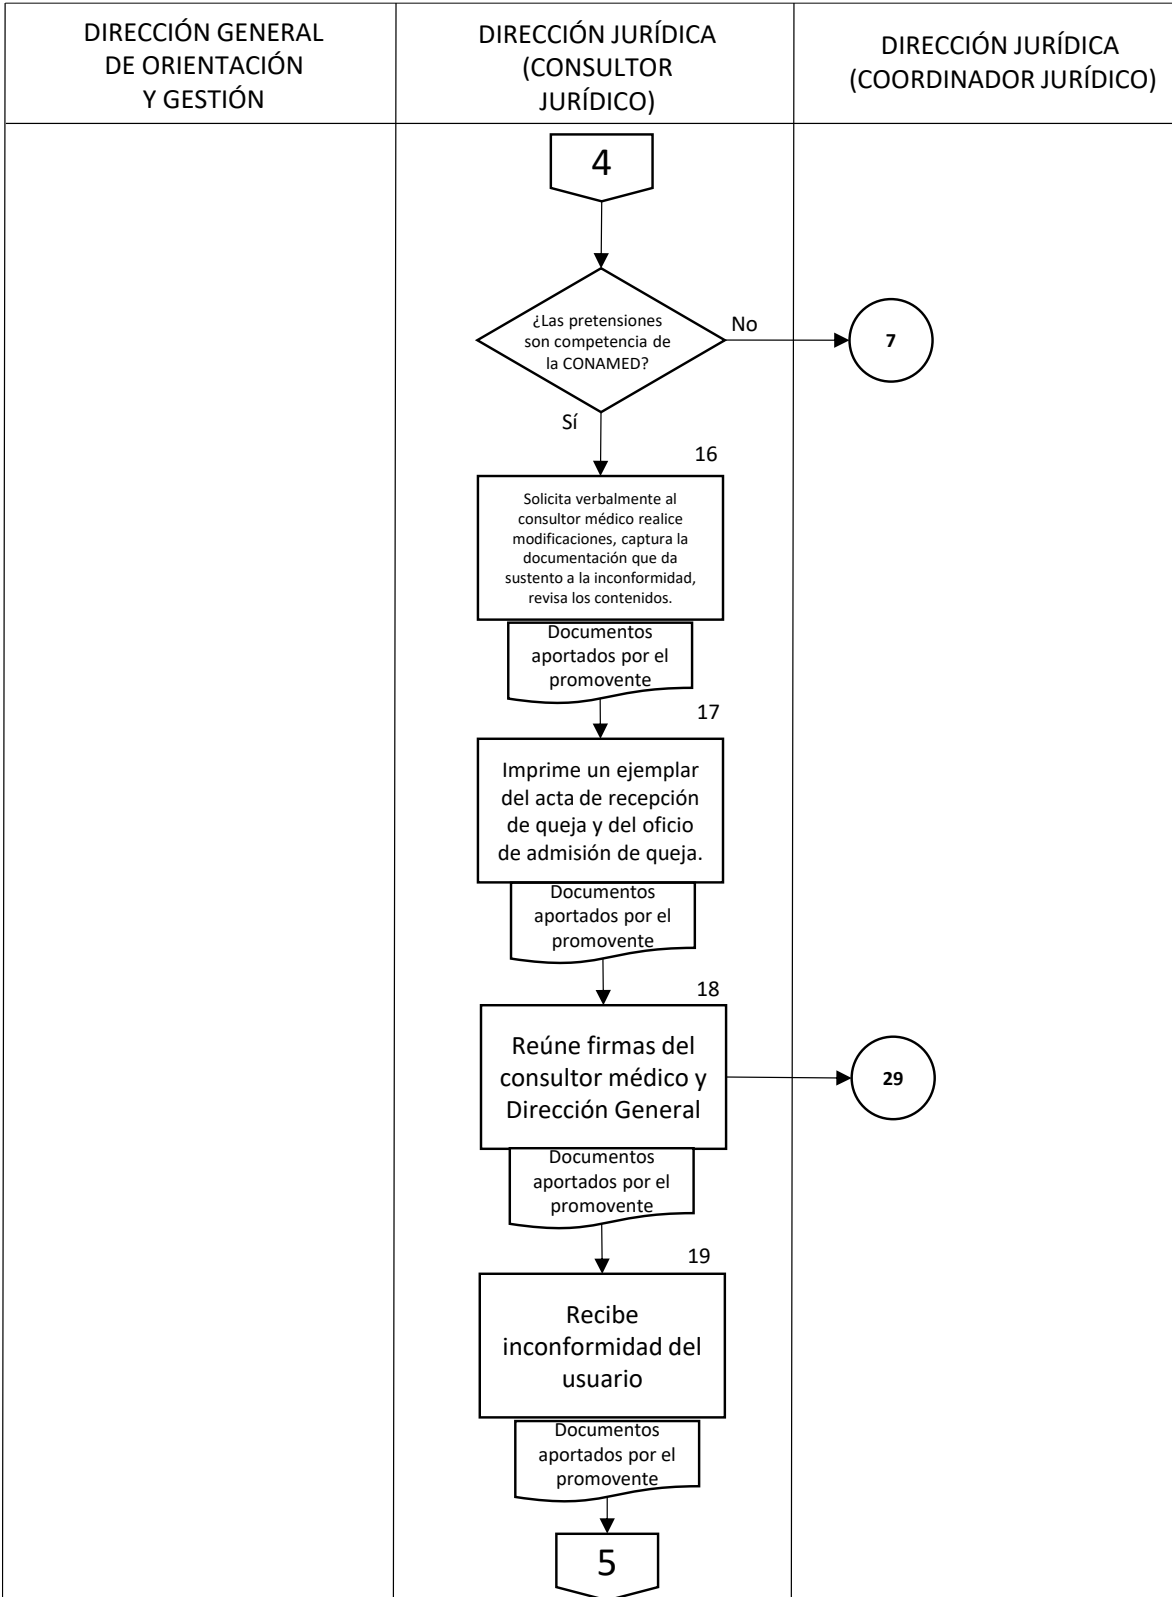 DIRECCIÓN GENERAL
DE ORIENTACIÓN
Y GESTIÓN
DIRECCIÓN JURÍDICA
(CONSULTOR
JURÍDICO)
DIRECCIÓN JURÍDICA
(COORDINADOR JURÍDICO)
4
¿Las pretensiones
son competencia de
la CONAMED?
No
7
Sí
16
Solicita verbalmente al
consultor médico realice
modificaciones, captura la
documentación que da
sustento a la inconformidad,
revisa los contenidos.
Documentos
aportados por el
promovente
17
Imprime un ejemplar
del acta de recepción
de queja y del oficio
de admisión de queja.
Documentos
aportados por el
promovente
18
Reúne firmas del
consultor médico y
Dirección General
29
Documentos
aportados por el
promovente
19
Recibe
inconformidad del
usuario
Documentos
aportados por el
promovente
5